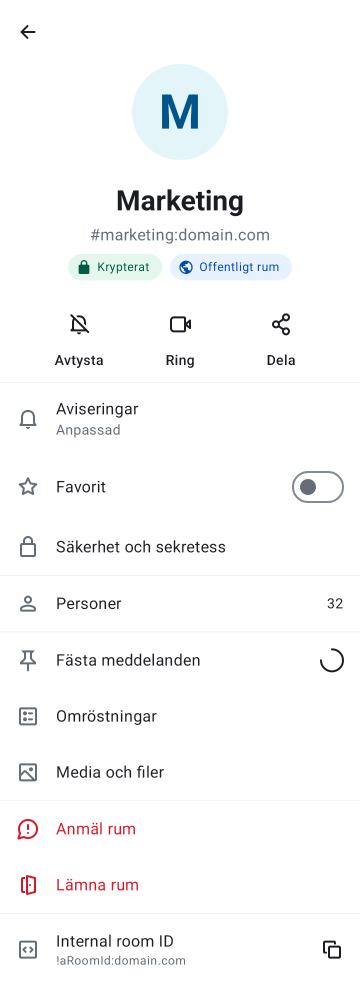 M
Marketing
#marketing:domain.com
Krypterat
Offentligt rum
Avtysta
Ring
Dela
Aviseringar
Anpassad
Favorit
Säkerhet och sekretess
Personer
32
Fästa meddelanden
Omröstningar
Media och filer
Anmäl rum
Lämna rum
Internal room ID
!aRoomId:domain.com